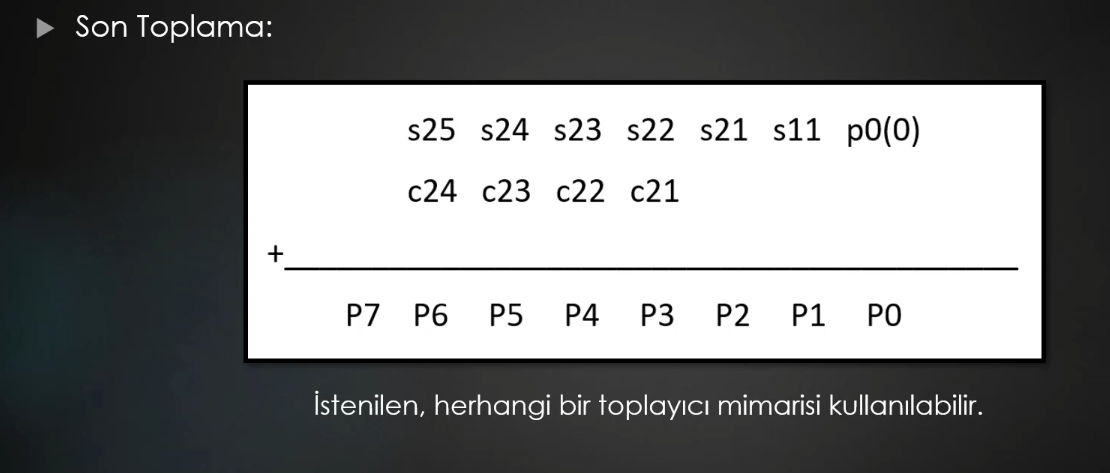 Son Toplama:
s25 s24 s23 s22 s21 s11 p0(0)
c24 c23 c22 c21
+
P7 P6 P5 P4 P3 P2 P1 P0
İstenilen, herhangi bir toplayıcı mimarisi kullanılabilir.